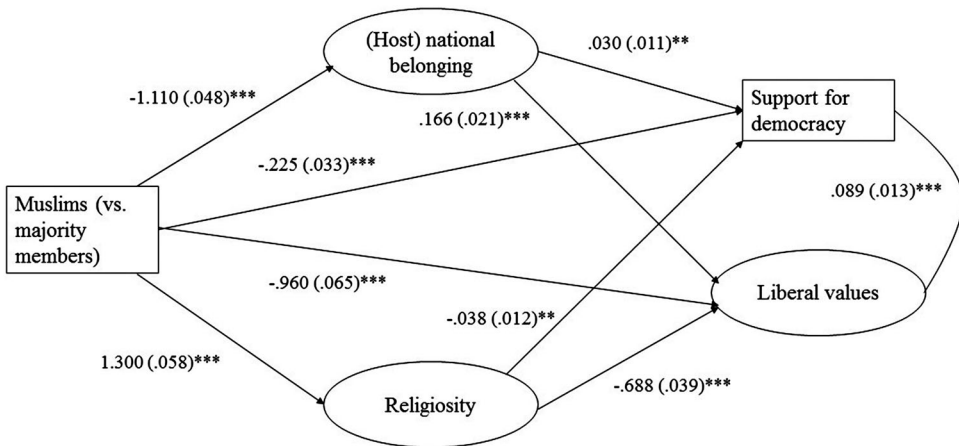 (Host) national
belonging
.030 (.011)**
-1.110 (.048)***
.166 (.021)***
Support for
democracy
-.225 (.033)***
.089 (.013)***
Muslims (vs.
majority
members)
-.960 (.065)***
Liberal values
-.038 (.012)**
1.300 (.058)***
-.688 (.039)***
Religiosity